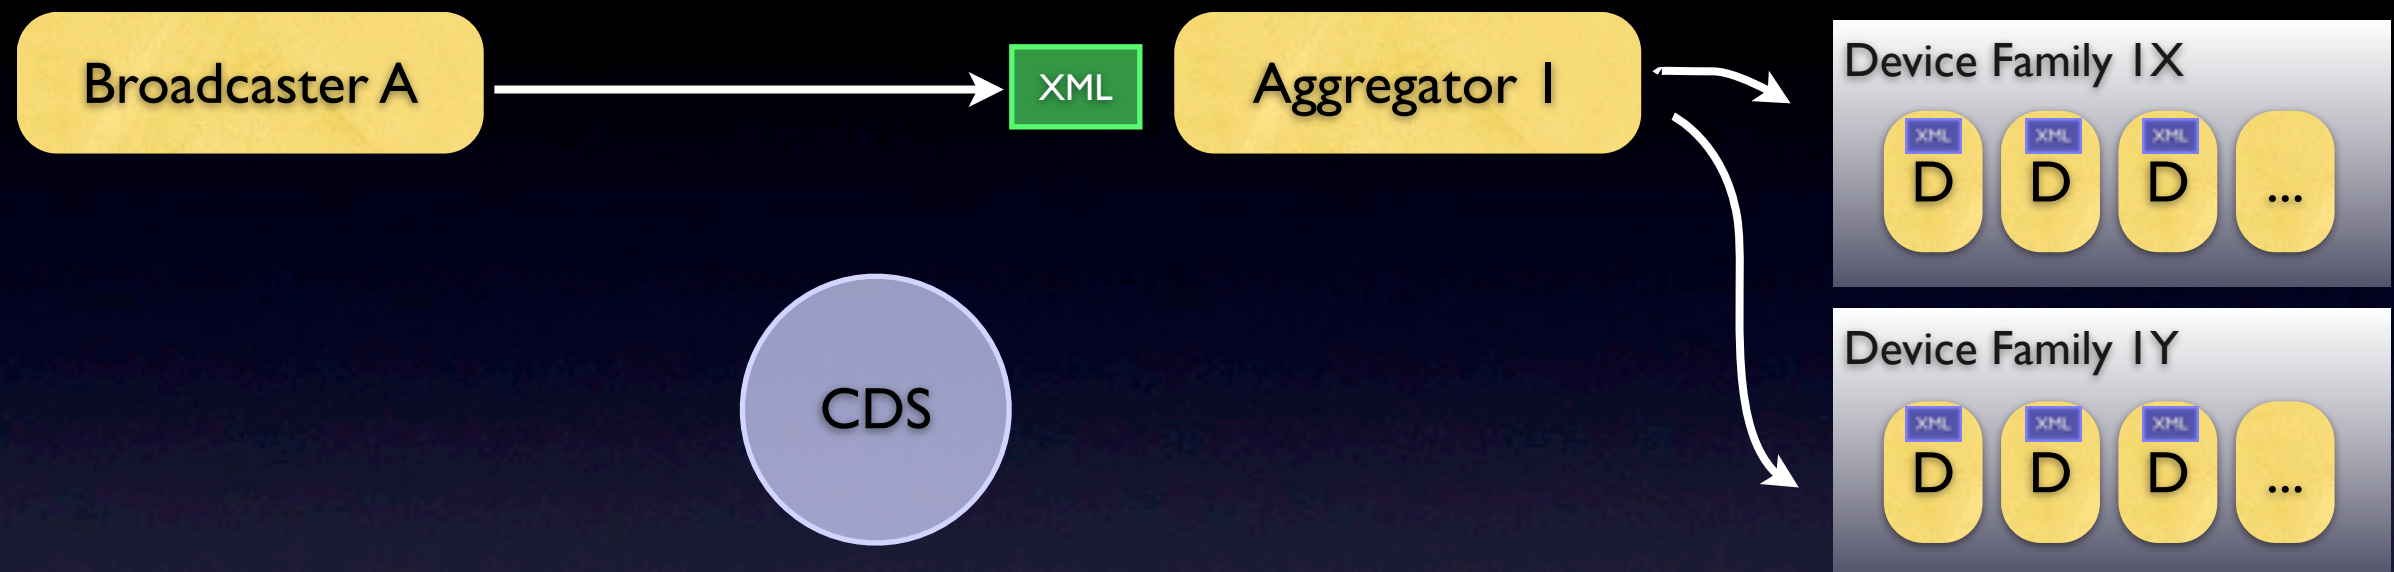 Broadcaster A
XML
Aggregator 1
Device Family 1X
XML
XML
XML
D
D
D
...
CDS
Device Family 1Y
XML
XML
XML
D
D
D
...